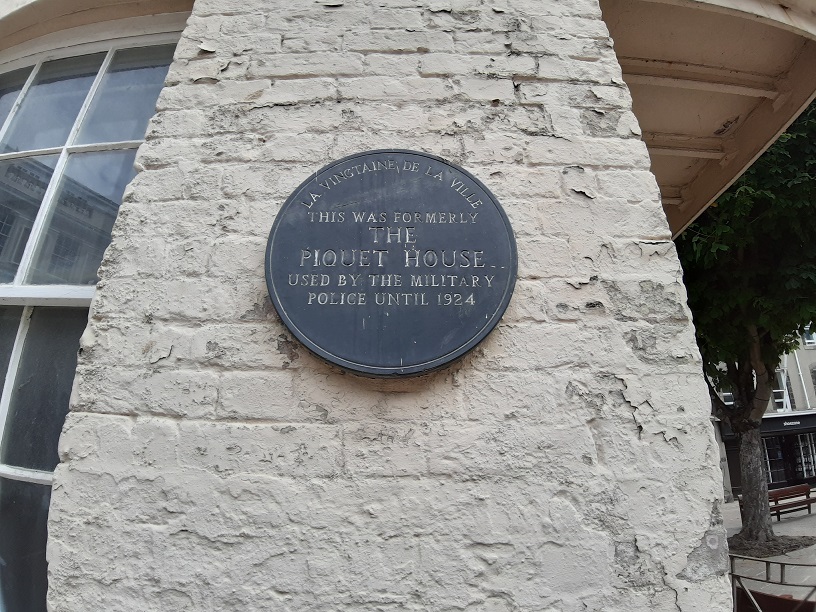 LA VINGTAINE DE LA VILLE
THIS WAS FORMERLY
THE
PIQUET HOUSE
USED BY THE MILITARY
POLICE UNTIL 1924